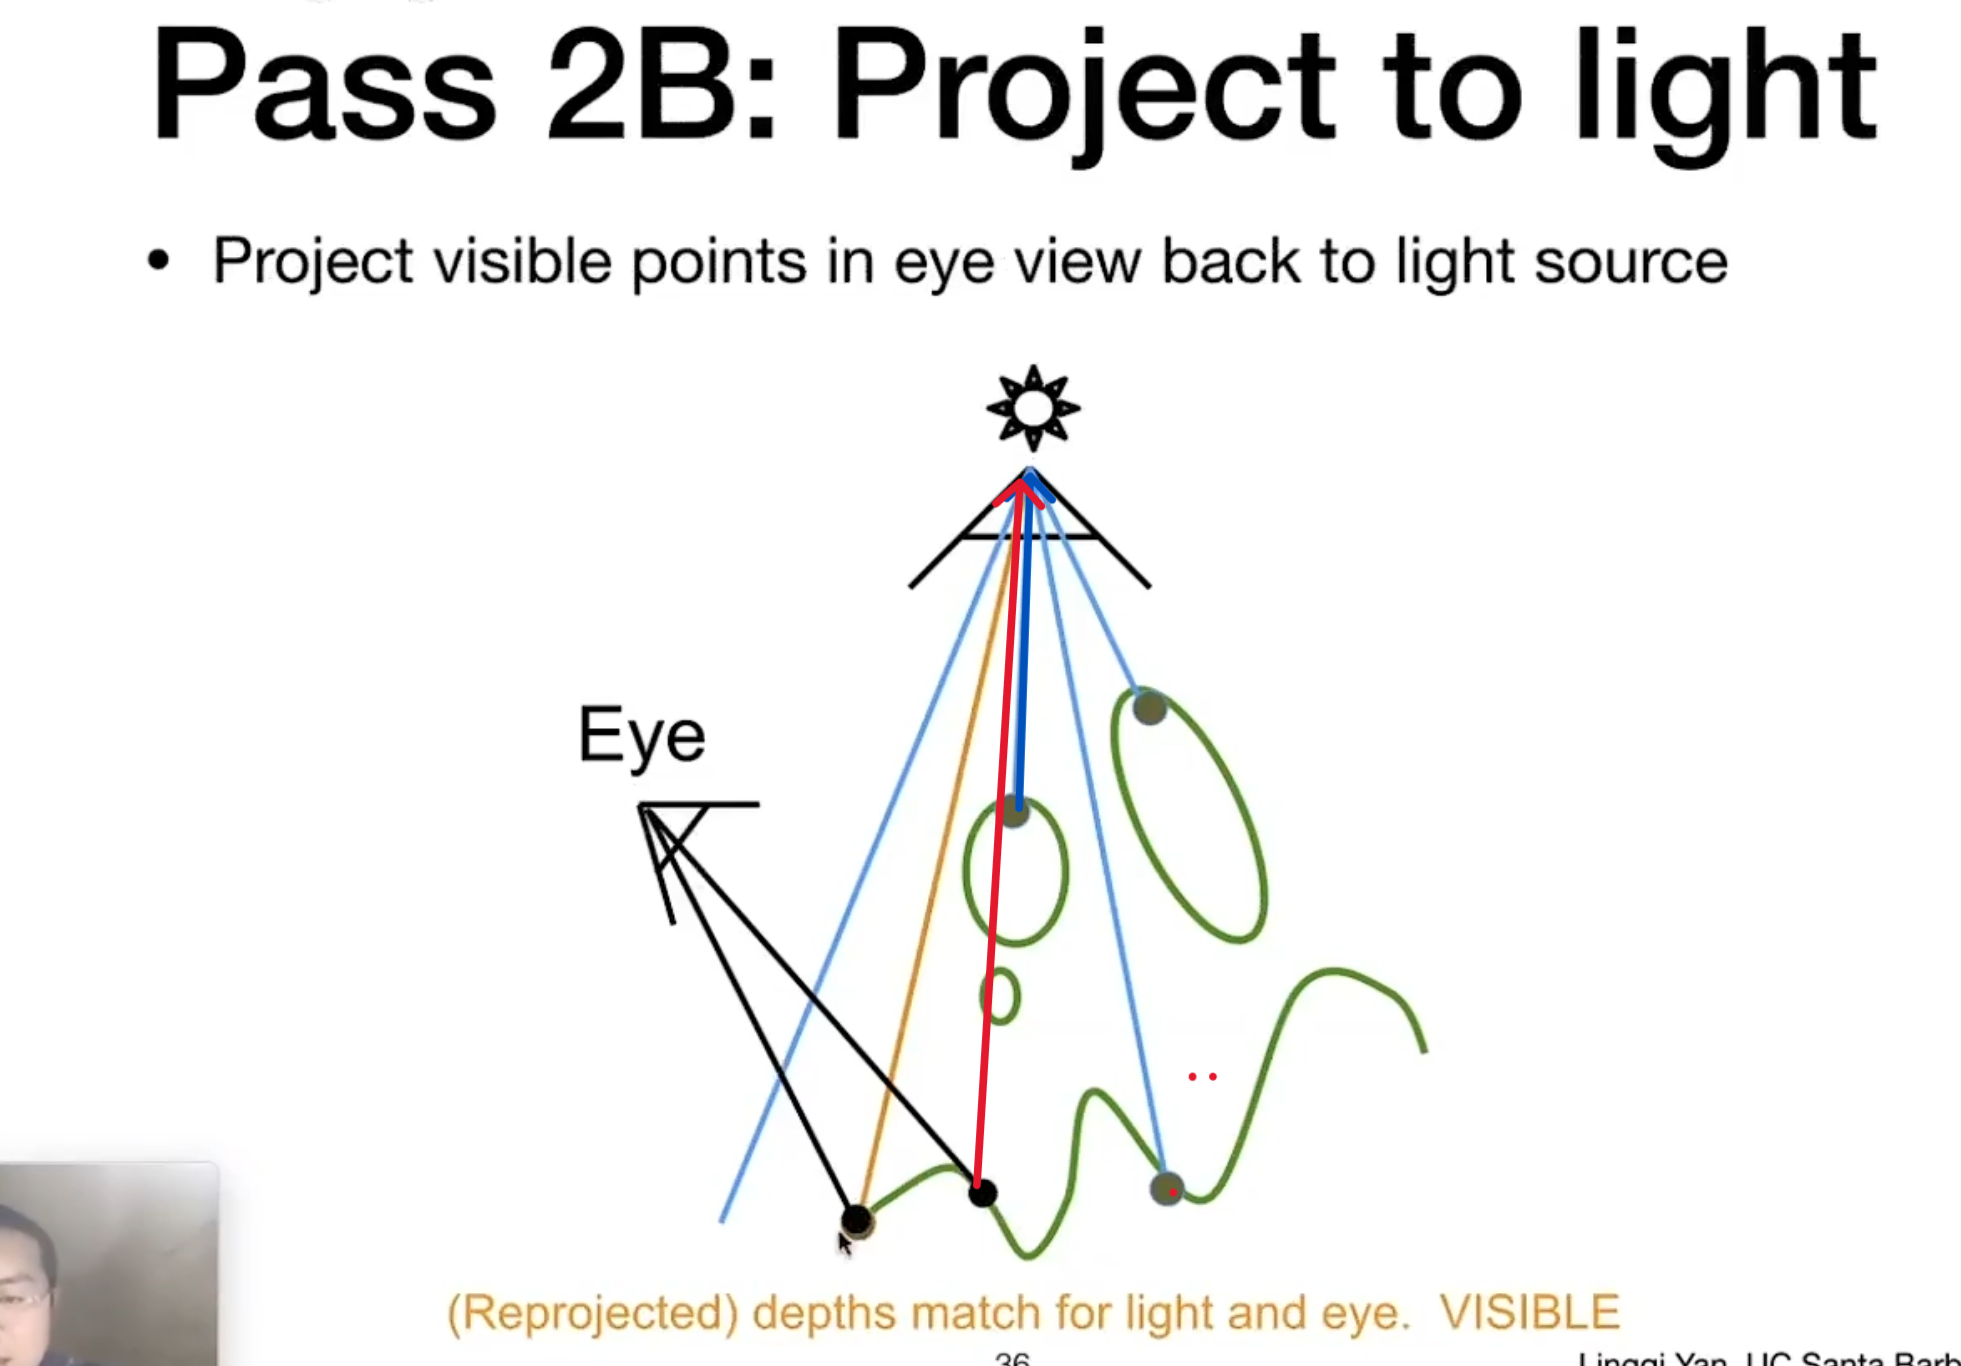 Pass 2B: Project to light
• Project visible points in eye view back to light source
Eye
(Reprojected) depths match for light and eye. VISIBLE
36
Lingqi Yan, UC Santa Barb